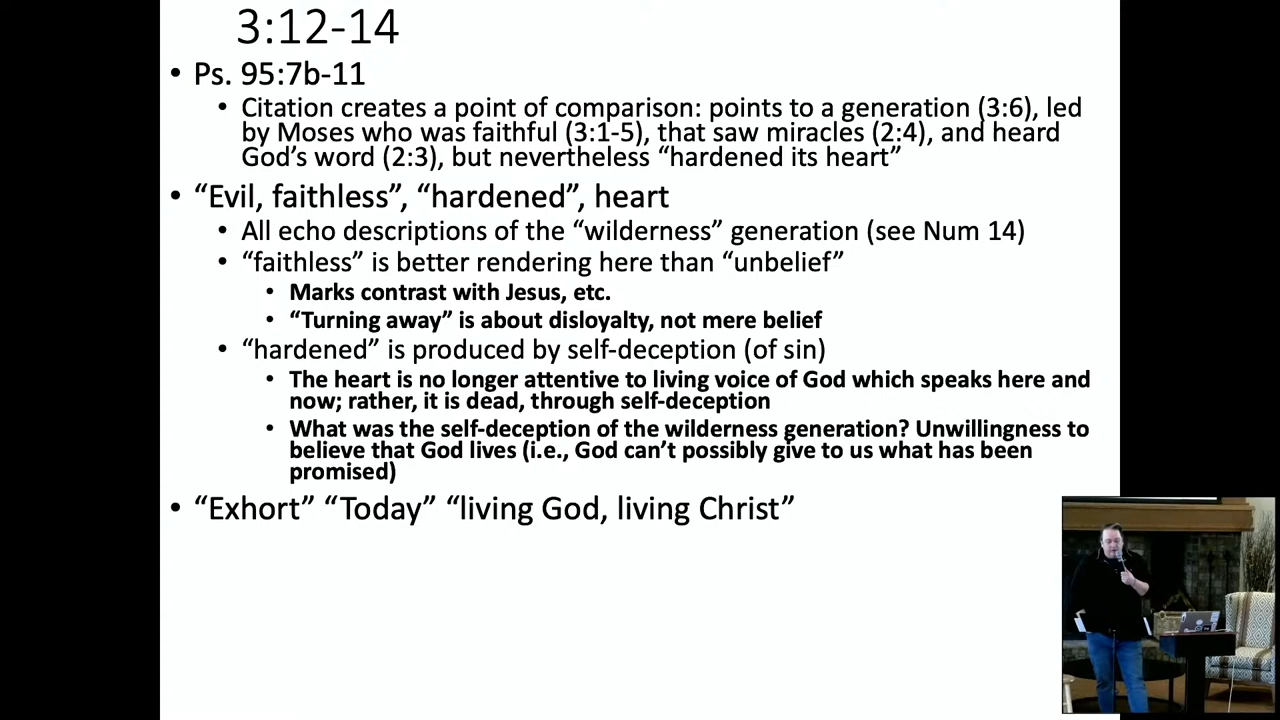 3:12-14
• Ps. 95:7b-11
• Citation creates a point of comparison: points to a generation (3:6), led
by Moses who was faithful (3:1-5), that saw miracles (2:4), and heard
God’s word (2:3), but nevertheless “hardened its heart”
• “Evil, faithless”, “hardened”, heart
• All echo descriptions of the “wilderness” generation (see Num 14)
• “faithless” is better rendering here than “unbelief”
• Marks contrast with Jesus, etc.
• “Turning away” is about disloyalty, not mere belief
• “hardened” is produced by self-deception (of sin)
• The heart is no longer attentive to living voice of God which speaks here and
now; rather, it is dead, through self-deception
• What was the self-deception of the wilderness generation? Unwillingness to
believe that God lives (i.e., God can’t possibly give to us what has been
promised)
• “Exhort” “Today” “living God, living Christ”